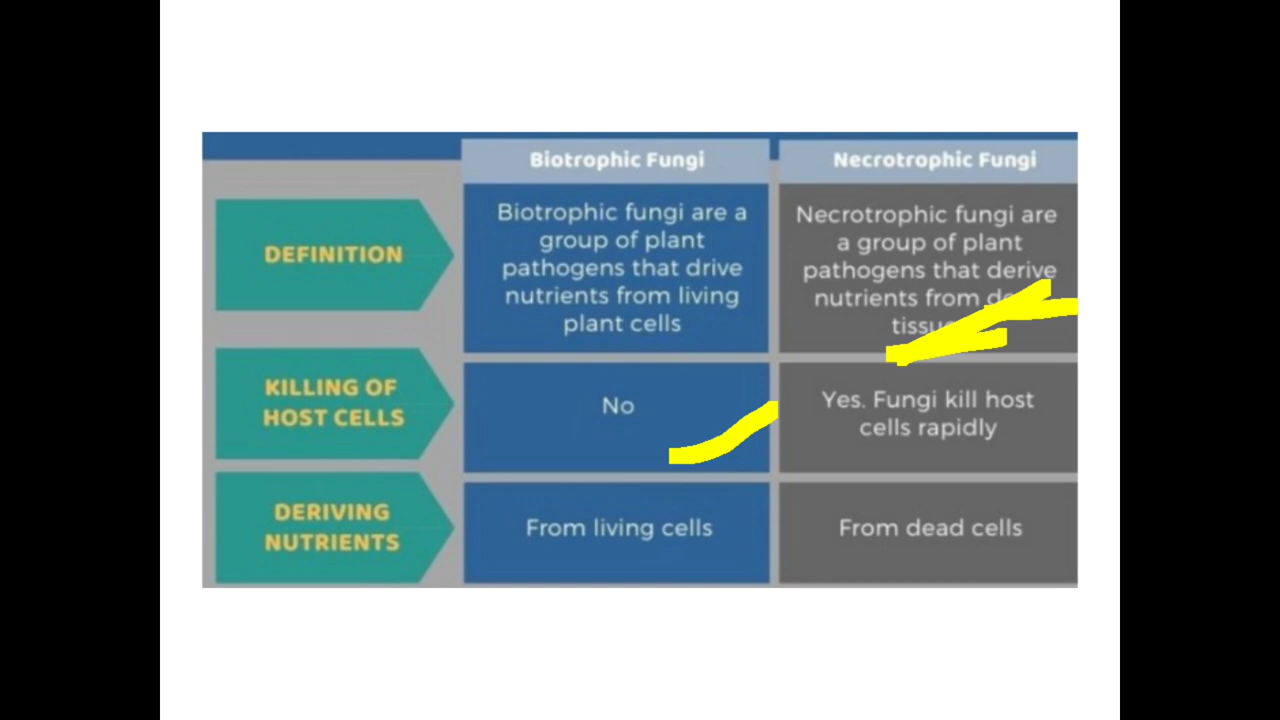 Biotrophic Fungi
Necrotrophic Fungi
DEFINITION
Biotrophic fungi are a
group of plant
pathogens that drive
nutrients from living
plant cells
Necrotrophic fungi are
a group of plant
pathogens that derive
nutrients from
KILLING OF
HOST CELLS
No
Yes. Fungi kill host
cells rapidly
DERIVING
NUTRIENTS
From living cells
From dead cells